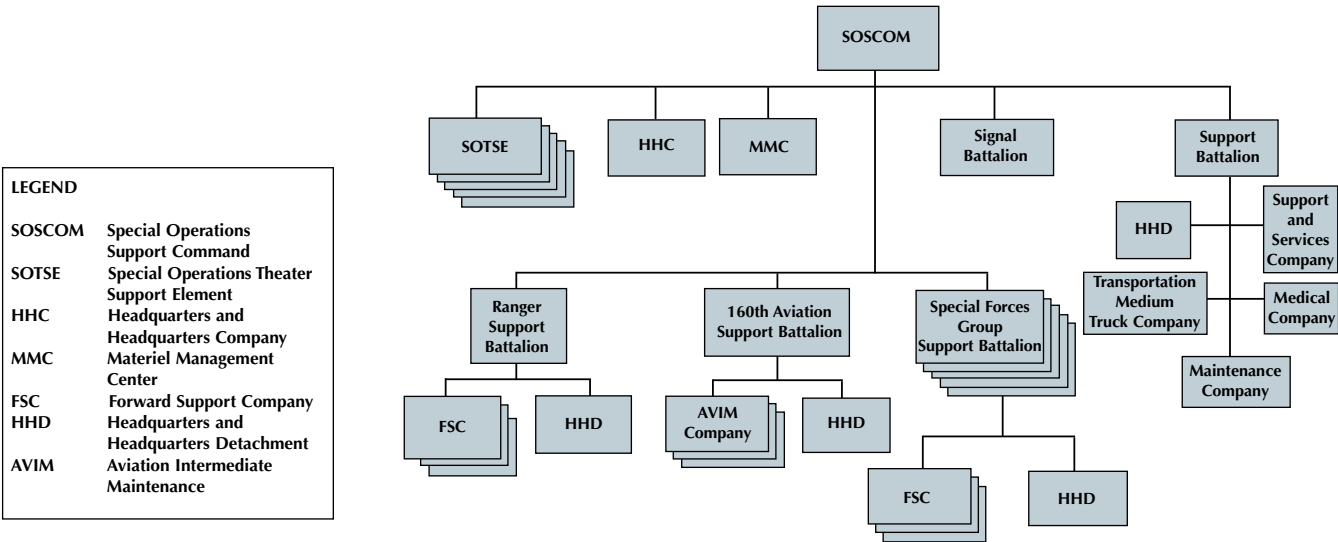 SOSCOM
SOTSE
HHC
MMC
Signal
Battalion
Support
Battalion
HHD
Support
and
Services
Company
Transportation
Medium
Truck Company
Medical
Company
Maintenance
Company
Ranger
Support
Battalion
160th Aviation
Support Battalion
Special Forces
Group
Support Battalion
FSC
HHD
AVIM
Company
HHD
FSC
HHD
LEGEND
SOSCOM Special Operations
Support Command
SOTSE Special Operations Theater
Support Element
HHC Headquarters and
Headquarters Company
MMC Materiel Management
Center
FSC Forward Support Company
HHD Headquarters and
Headquarters Detachment
AVIM Aviation Intermediate
Maintenance